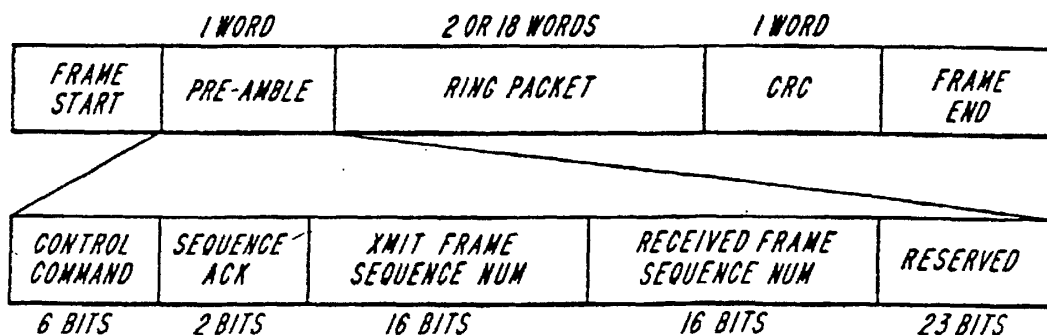 1 WORD 2 OR 18 WORDS 1 WORD
FRAME START PRE-AMBLE RING PACKET CRC FRAME END
CONTROL COMMAND SEQUENCE ACK XMIT FRAME SEQUENCE NUM RECEIVED FRAME SEQUENCE NUM RESERVED
6 BITS 2 BITS 16 BITS 16 BITS 23 BITS